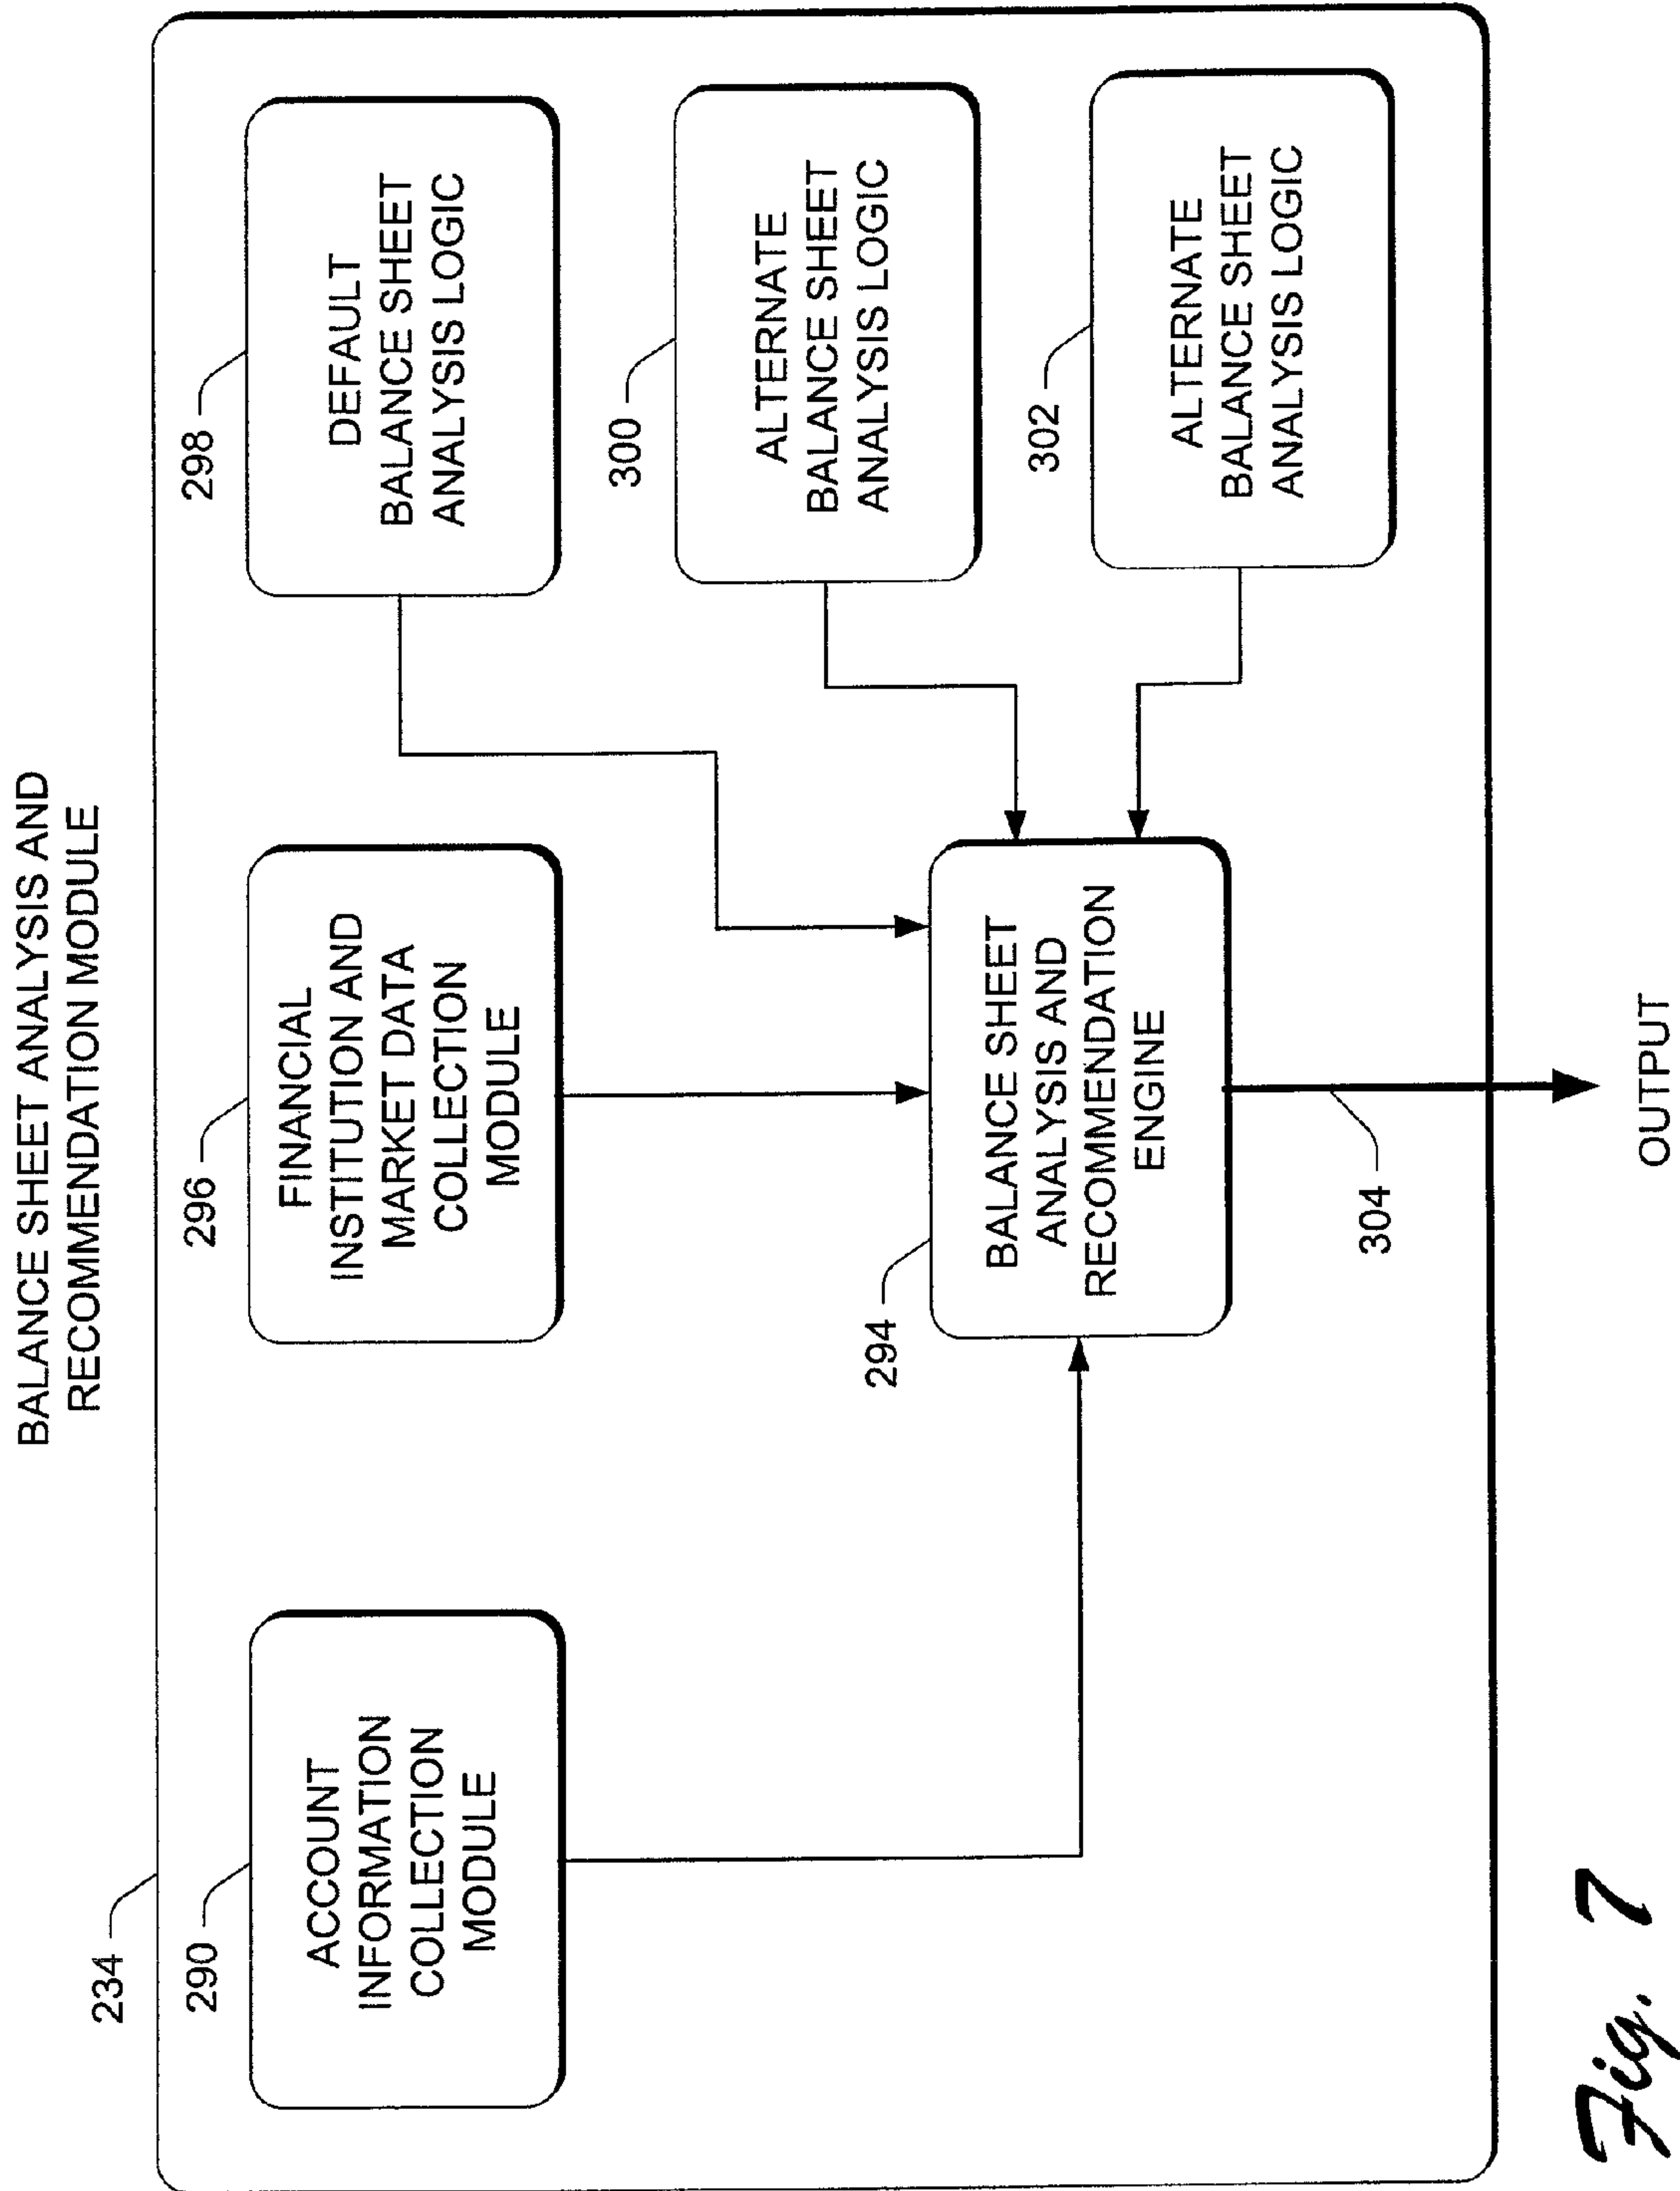 BALANCE SHEET ANALYSIS AND
RECOMMENDATION MODULE
234
290
ACCOUNT
INFORMATION
COLLECTION
MODULE
296
FINANCIAL
INSTITUTION AND
MARKET DATA
COLLECTION
MODULE
298
DEFAULT
BALANCE SHEET
ANALYSIS LOGIC
300
ALTERNATE
BALANCE SHEET
ANALYSIS LOGIC
302
ALTERNATE
BALANCE SHEET
ANALYSIS LOGIC
294
BALANCE SHEET
ANALYSIS AND
RECOMMENDATION
ENGINE
304
OUTPUT
Fig. 7